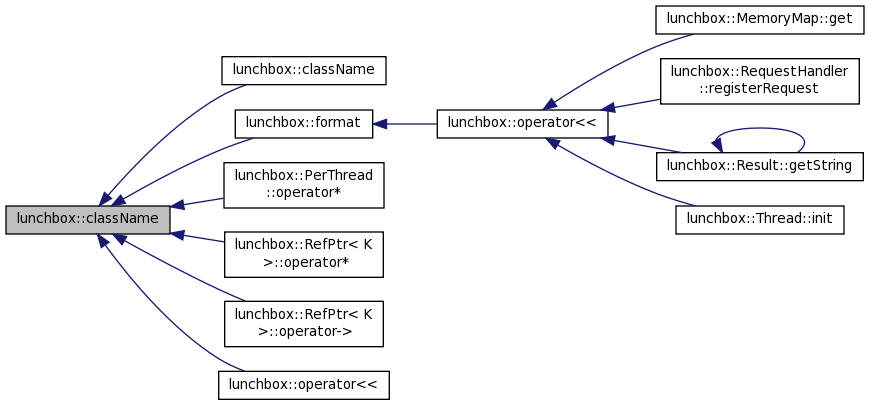 lunchbox::MemoryMap::get
lunchbox::className
lunchbox::RequestHandler
::registerRequest
lunchbox::format
lunchbox::operator<<
lunchbox::Result::getString
lunchbox::PerThread
::operator*
lunchbox::className
lunchbox::Thread::init
lunchbox::RefPtr< K
>::operator*
lunchbox::RefPtr< K
>::operator->
lunchbox::operator<<